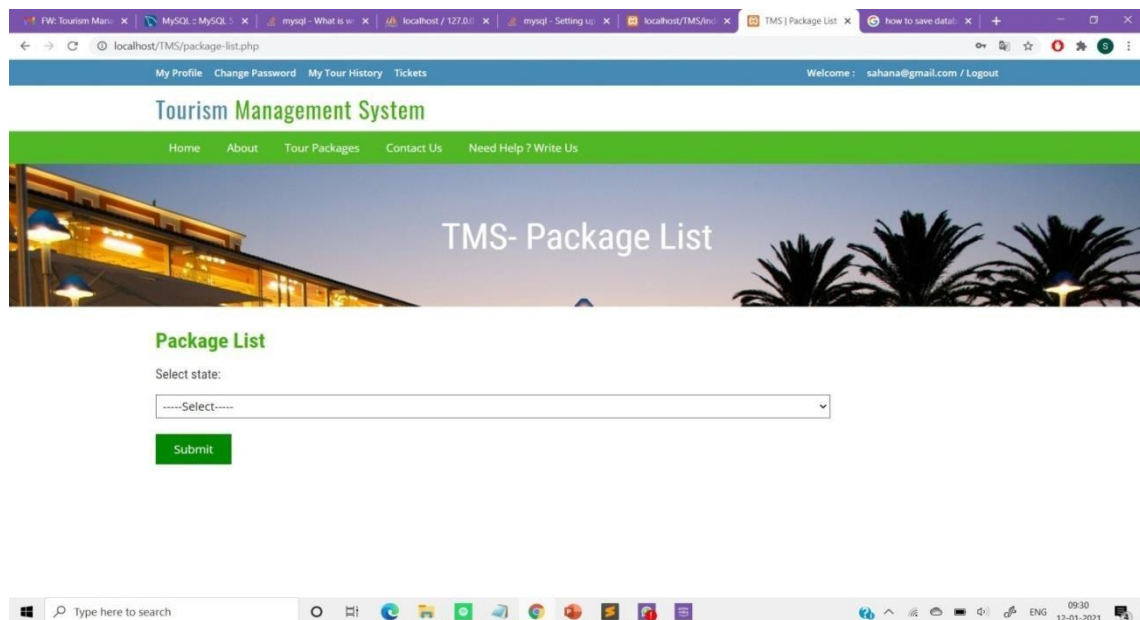 FW: Tourism Mana
MySQL :: MySQL 5
mysql - What is w
localhost / 127.0.0
mysql - Setting up
localhost/TMS/ind
TMS | Package List
how to save datab
localhost/TMS/package-list.php
My Profile Change Password My Tour History Tickets
Welcome : sahana@gmail.com / Logout
Tourism Management System
Home About Tour Packages Contact Us Need Help ? Write Us
TMS- Package List
Package List
Select state:
-----Select-----
Submit
Type here to search
ENG
09:30
12-01-2021